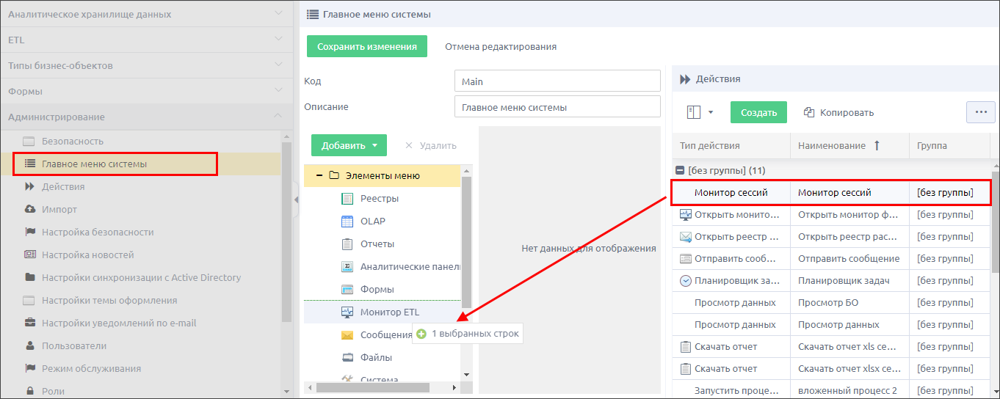 Аналитическое хранилище данных
ETL
Типы бизнес-объектов
Формы
Администрирование
Безопасность
Главное меню системы
Действия
Импорт
Настройка безопасности
Настройка новостей
Настройки синхронизации с Active Directory
Настройки темы оформления
Настройки уведомлений по e-mail
Пользователи
Режим обслуживания
Роли
Главное меню системы
Сохранить изменения Отмена редактирования
Код Main
Описание Главное меню системы
Добавить Удалить
Элементы меню
Реестры
OLAP
Отчеты
Аналитические панел
Формы
Монитор ETL
Сообщения
Файлы
Система
1 выбранных строк
Нет данных для отображения
Действия
Создать Копировать ...
Тип действия Наименование Группа
[без группы] (11)
Монитор сессий Монитор сессий [без группы]
Открыть монито... Открыть монитор ф... [без группы]
Открыть реестр ... Открыть реестр рас... [без группы]
Отправить сооб... Отправить сообщение [без группы]
Планировщик за... Планировщик задач [без группы]
Просмотр данных Просмотр БО [без группы]
Просмотр данных Просмотр данных [без группы]
Скачать отчет Скачать отчет xls се... [без группы]
Скачать отчет Скачать отчет xlsx се... [без группы]
Запустить проце... вложенный процесс 2 [без группы]